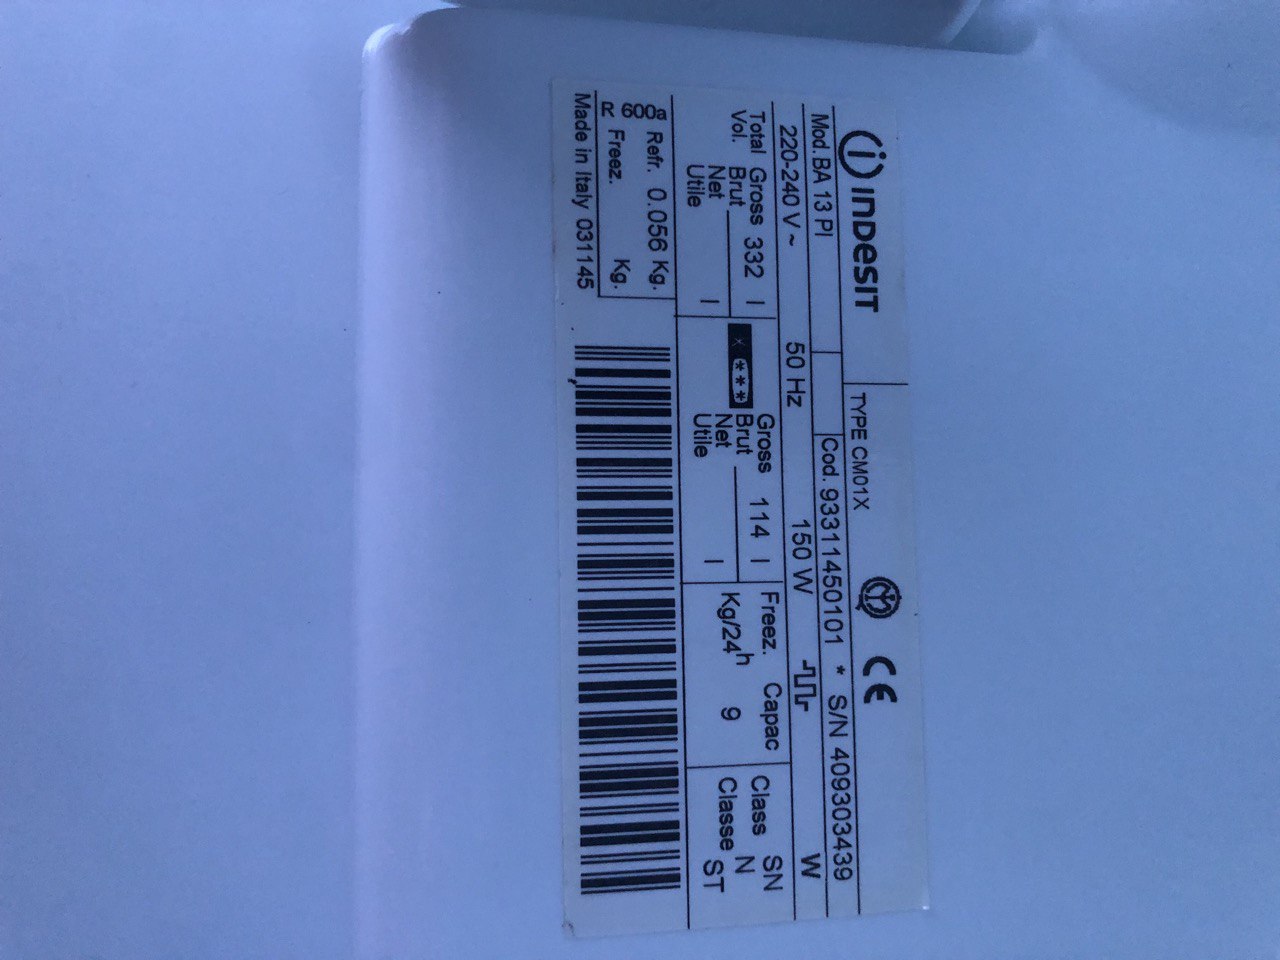 INDESIT TYPE CM01X CE
Mod. BA 13 PI Cod. 93311450101 * S/N 409303439
220-240 V ~ 50 Hz 150 W W
Total Gross 332 l Gross 114 l Freez. Capac Class SN
Vol. Brut Brut Kg/24h 9 Classe N
Net Net ST
Utile l Utile l
R 600a Refr. 0.056 Kg.
Freez. Kg.
Made in Italy 031145